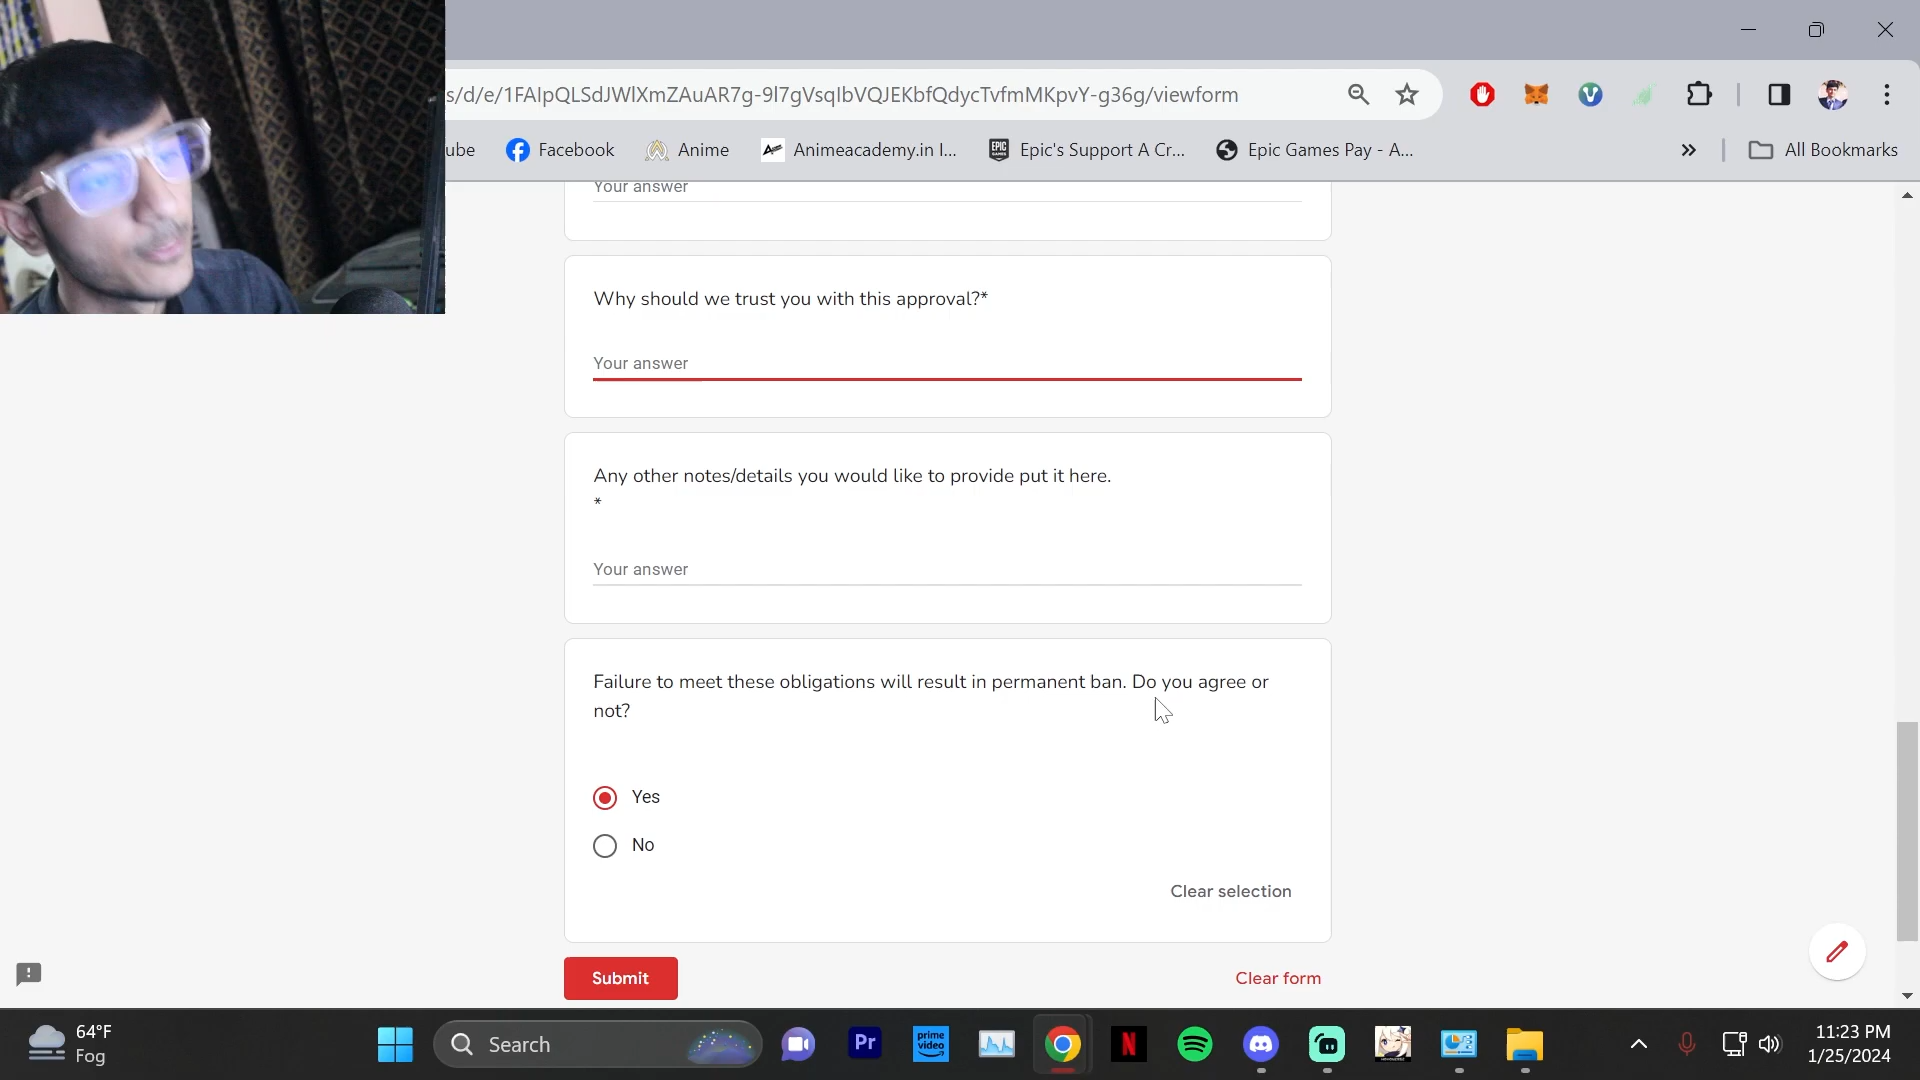 s/d/e/1FAIpQLSdJWlXmZAuAR7g-9l7gVsqlbVQJEKbfQdycTvfmMKpvY-g36g/viewform
ube
Facebook
Anime
Animeacademy.in I...
EPIC GAMES
Epic's Support A Cr...
Epic Games Pay - A...
»
All Bookmarks
Your answer
Why should we trust you with this approval?*
Your answer
Any other notes/details you would like to provide put it here.
*
Your answer
Failure to meet these obligations will result in permanent ban. Do you agree or
not?
Yes
No
Clear selection
Submit
Clear form
64°F
Fog
Search
Pr
prime video
N
11:23 PM
1/25/2024